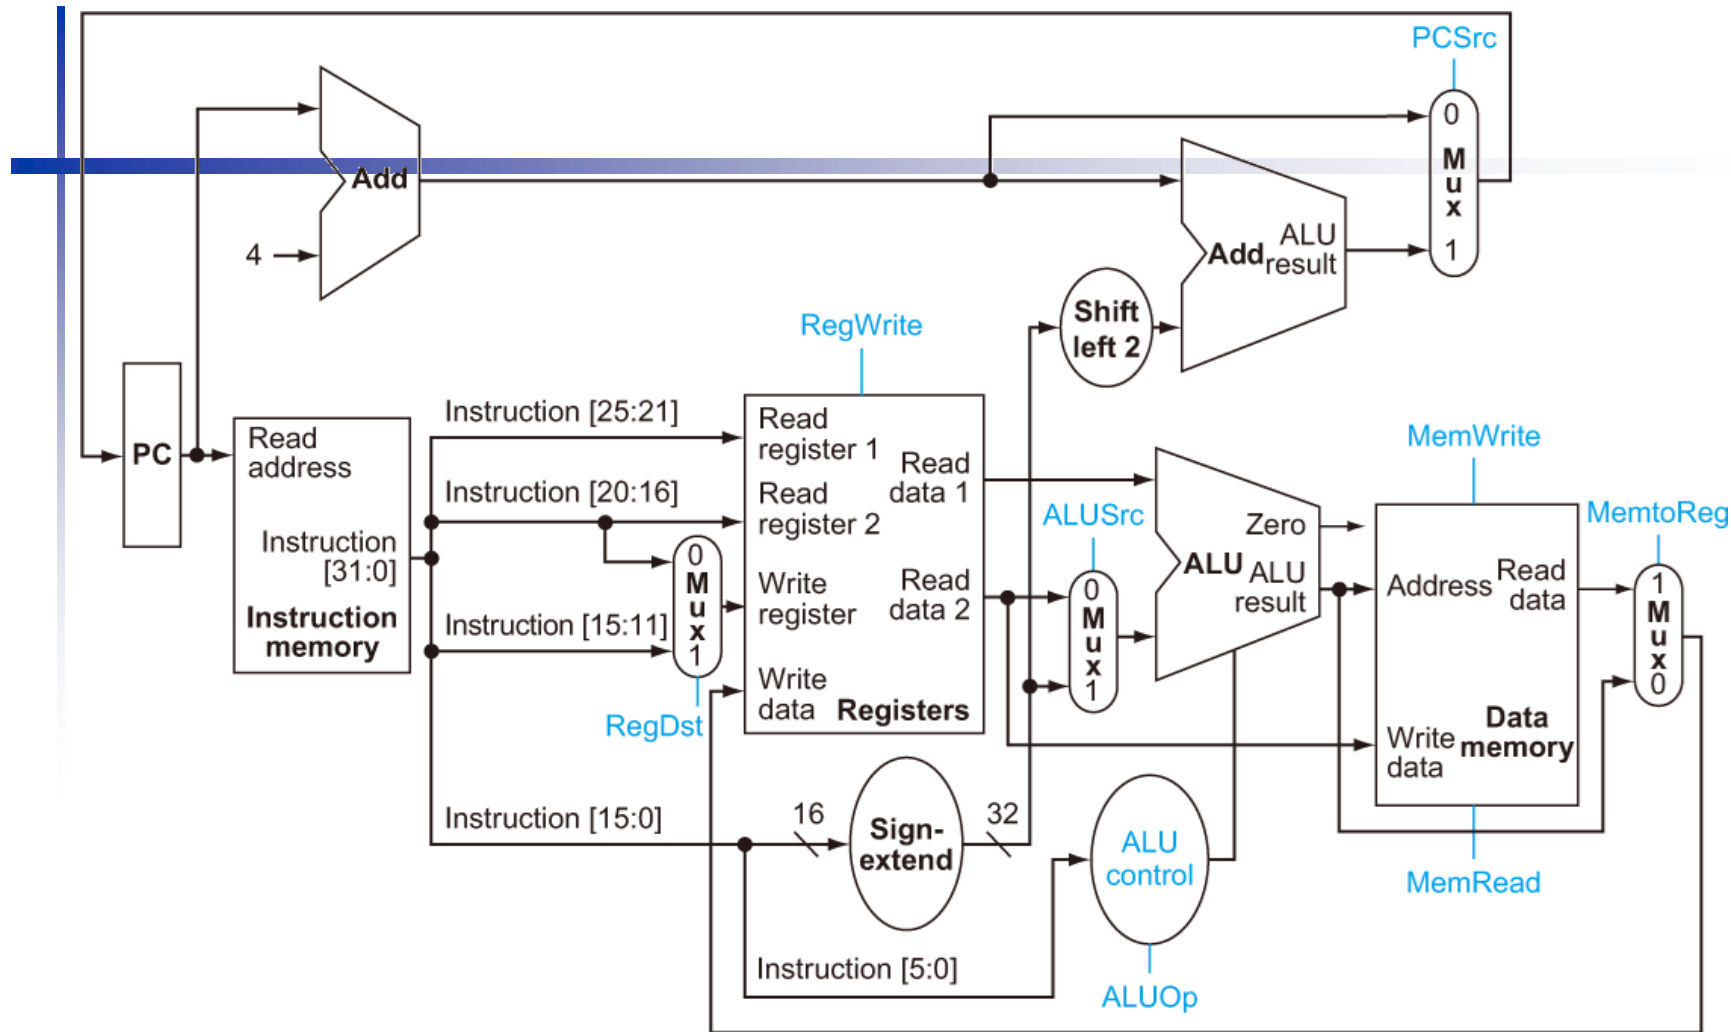 PCSrc
0
M
u
x
1
Add
4
Add
ALU
result
Shift
left 2
RegWrite
PC
Read
address
Instruction
[31:0]
Instruction
memory
Instruction [25:21]
Instruction [20:16]
Instruction [15:11]
Instruction [15:0]
Instruction [5:0]
0
M
u
x
1
RegDst
Read
register 1
Read
register 2
Write
register
Write
data
Read
data 1
Read
data 2
Registers
16
Sign-
extend
32
ALUSrc
0
M
u
x
1
Zero
ALU
ALU
result
ALU
control
ALUOp
MemWrite
Address
Read
data
Write
data
Data
memory
MemRead
MemtoReg
1
M
u
x
0